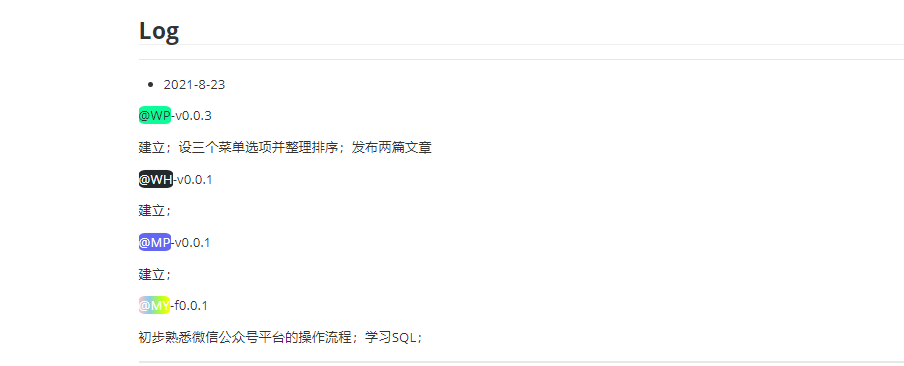 Log
2021-8-23
@WP-v0.0.3
建立；设三个菜单选项并整理排序；发布两篇文章
@WH-v0.0.1
建立；
@MP-v0.0.1
建立；
@MY-f0.0.1
初步熟悉微信公众号平台的操作流程；学习SQL；